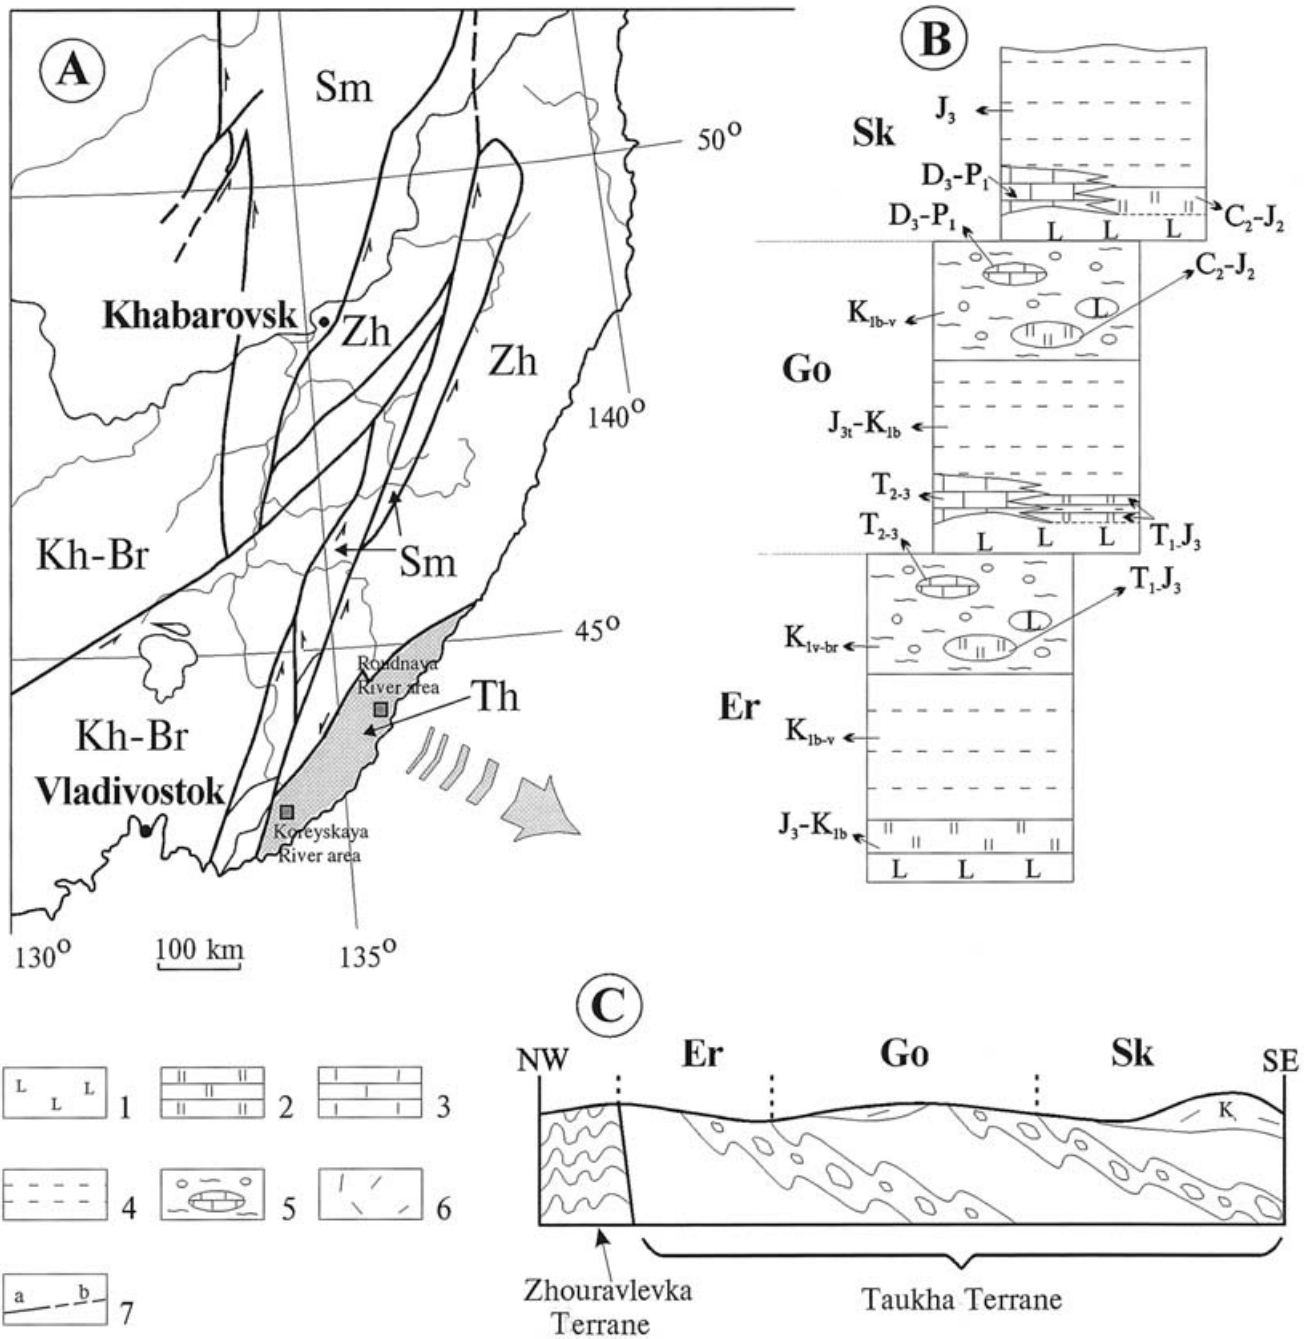 A
Sm
50°
Khabarovsk
Zh
Zh
140°
Kh-Br
Sm
45°
Roudnaya
River area
Th
Kh-Br
Vladivostok
Koreyskaya
River area
130°
100 km
135°
B
Sk
J₃
D₃-P₁
D₃-P₁
C₂-J₂
L L L
C₂-J₂
L
K₁b-v
Go
J₃t-K₁b
T₂₋₃
T₂₋₃
T₁-J₃
L L L
T₁-J₃
L
K₁v-br
Er
K₁b-v
J₃-K₁b
L L L
C
NW
Er
Go
Sk
SE
K
Zhouravlevka
Terrane
Taukha Terrane
L L
L
1
2
3
4
5
6
a b
7